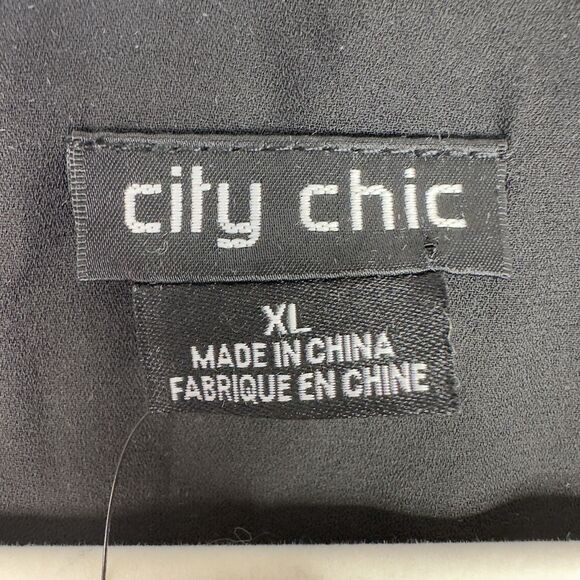 city chic
XL
MADE IN CHINA
FABRIQUE EN CHINE